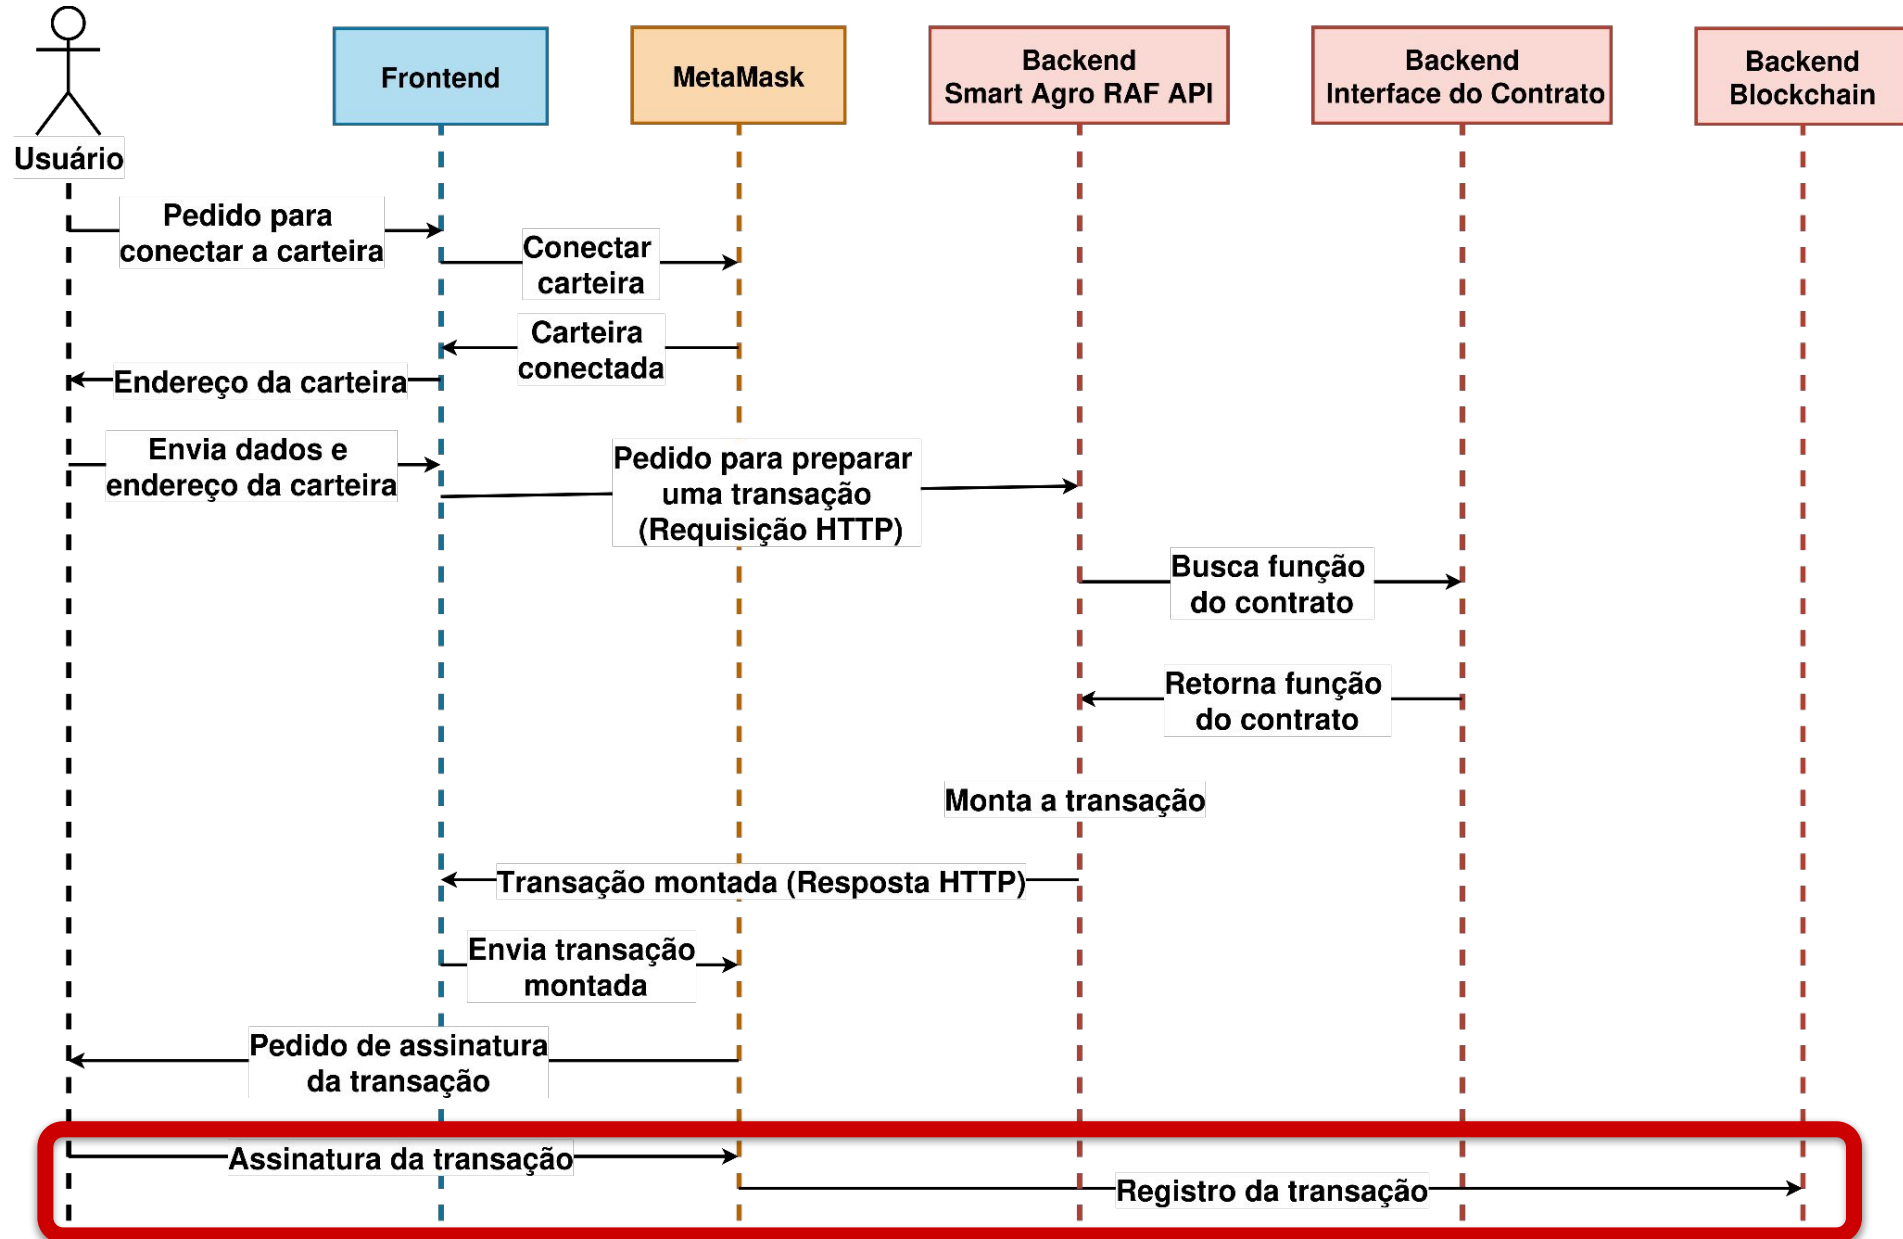 Usuário
Frontend
MetaMask
Backend
Smart Agro RAF API
Backend
Interface do Contrato
Backend
Blockchain
Pedido para
conectar a carteira
Conectar
carteira
Carteira
conectada
Endereço da carteira
Envia dados e
endereço da carteira
Pedido para preparar
uma transação
(Requisição HTTP)
Busca função
do contrato
Retorna função
do contrato
Monta a transação
Transação montada (Resposta HTTP)
Envia transação
montada
Pedido de assinatura
da transação
Assinatura da transação
Registro da transação